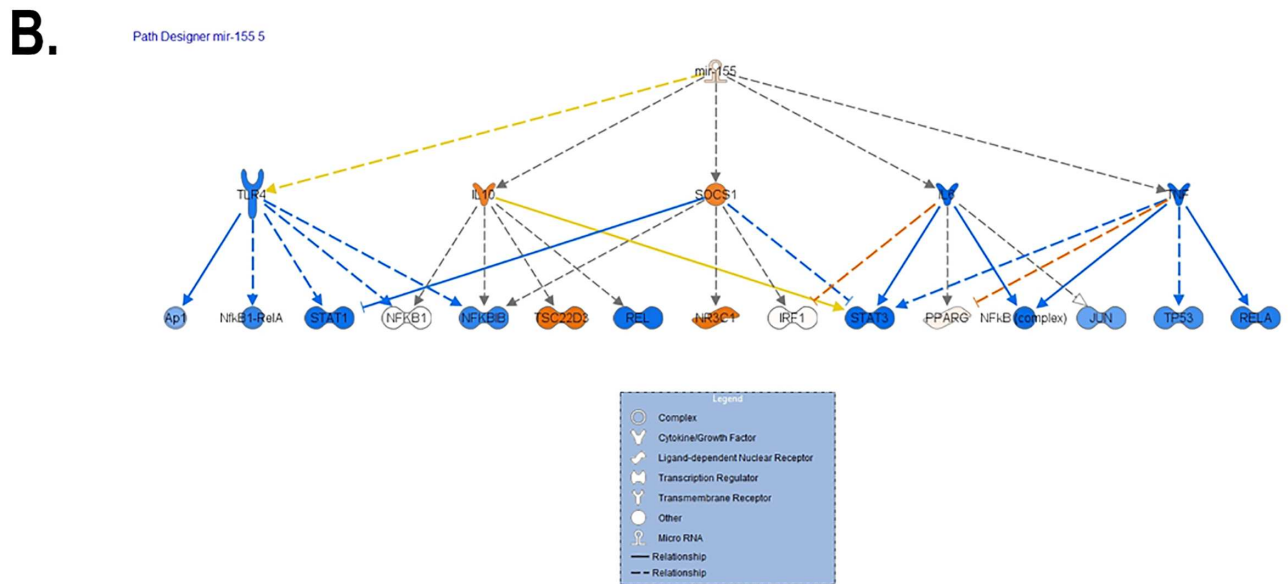 B.
Path Designer mir-155 5
mir-155
TLR4 IL10 SOCS1 IL6 TNF
Ap1 NfkB1-RelA STAT1 NFKB1 NFKBIB TSC22D3 REL NR3C1 IRF1 STAT3 PPARG NFkB (complex) JUN TP53 RELA
Legend
Complex
Cytokine/Growth Factor
Ligand-dependent Nuclear Receptor
Transcription Regulator
Transmembrane Receptor
Other
Micro RNA
Relationship
Relationship